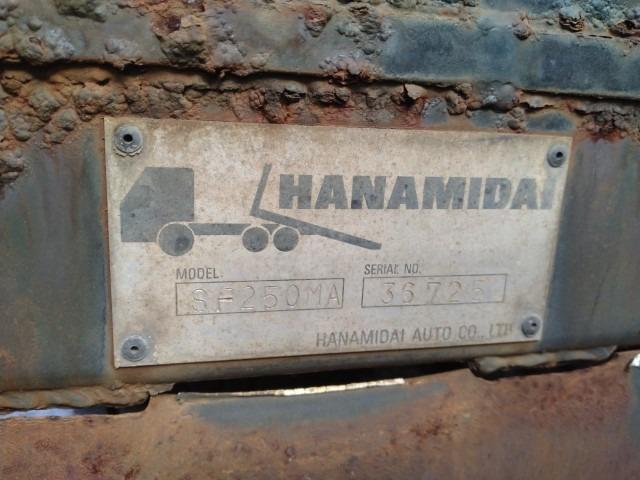 HANAMIDAI
MODEL
SF250MA
SERIAL NO.
36725
HANAMIDAI AUTO CO., LTD